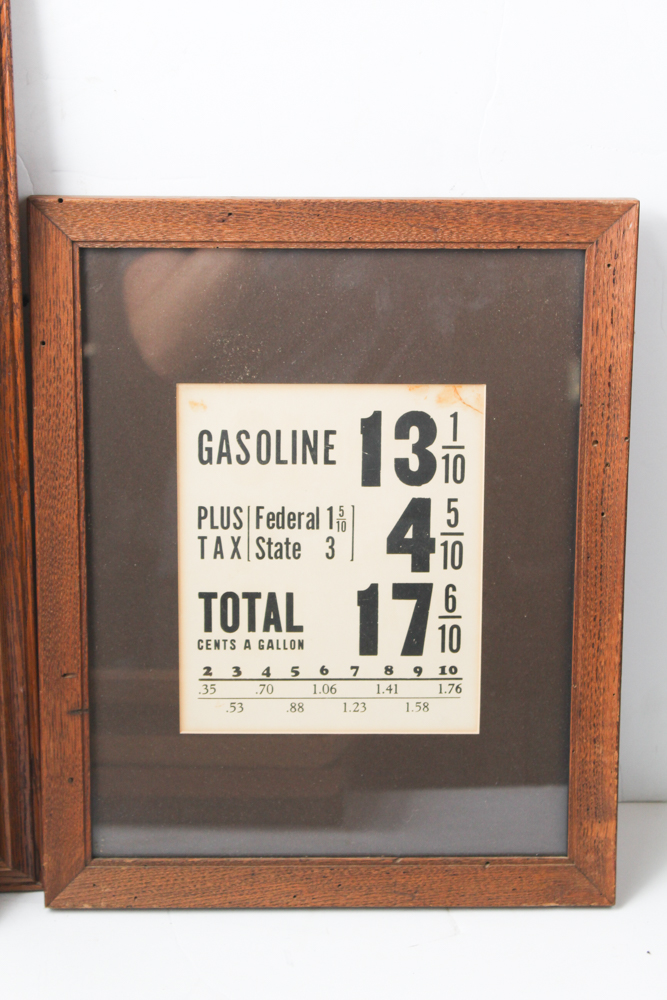 GASOLINE 13 1/10
PLUS TAX [Federal 1 5/10 State 3] 4 5/10
TOTAL 17 6/10
CENTS A GALLON
2 3 4 5 6 7 8 9 10
.35 .70 1.06 1.41 1.76
.53 .88 1.23 1.58